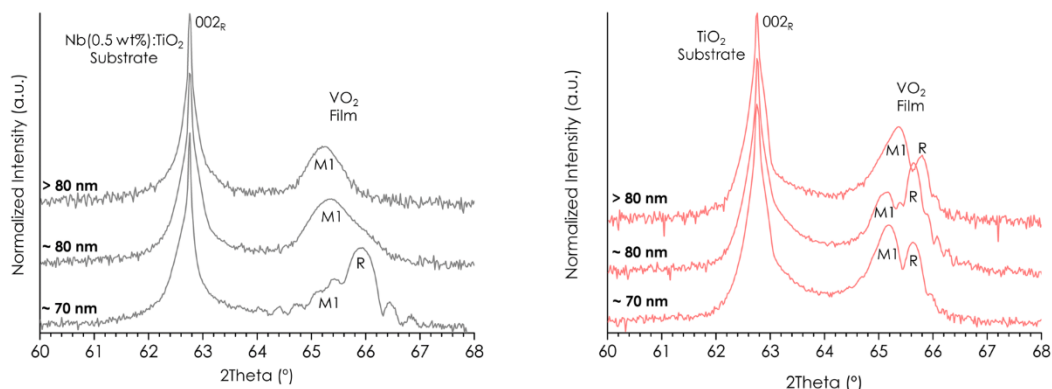 Normalized Intensity (a.u.)
Nb(0.5 wt%):TiO₂
Substrate
002R
VO₂
Film
M1
> 80 nm
M1
~ 80 nm
R
M1
~ 70 nm
60 61 62 63 64 65 66 67 68
2Theta (°)
Normalized Intensity (a.u.)
TiO₂
Substrate
002R
VO₂
Film
M1
R
>80 nm
M1
R
~80 nm
M1
R
~70 nm
60 61 62 63 64 65 66 67 68
2Theta (°)